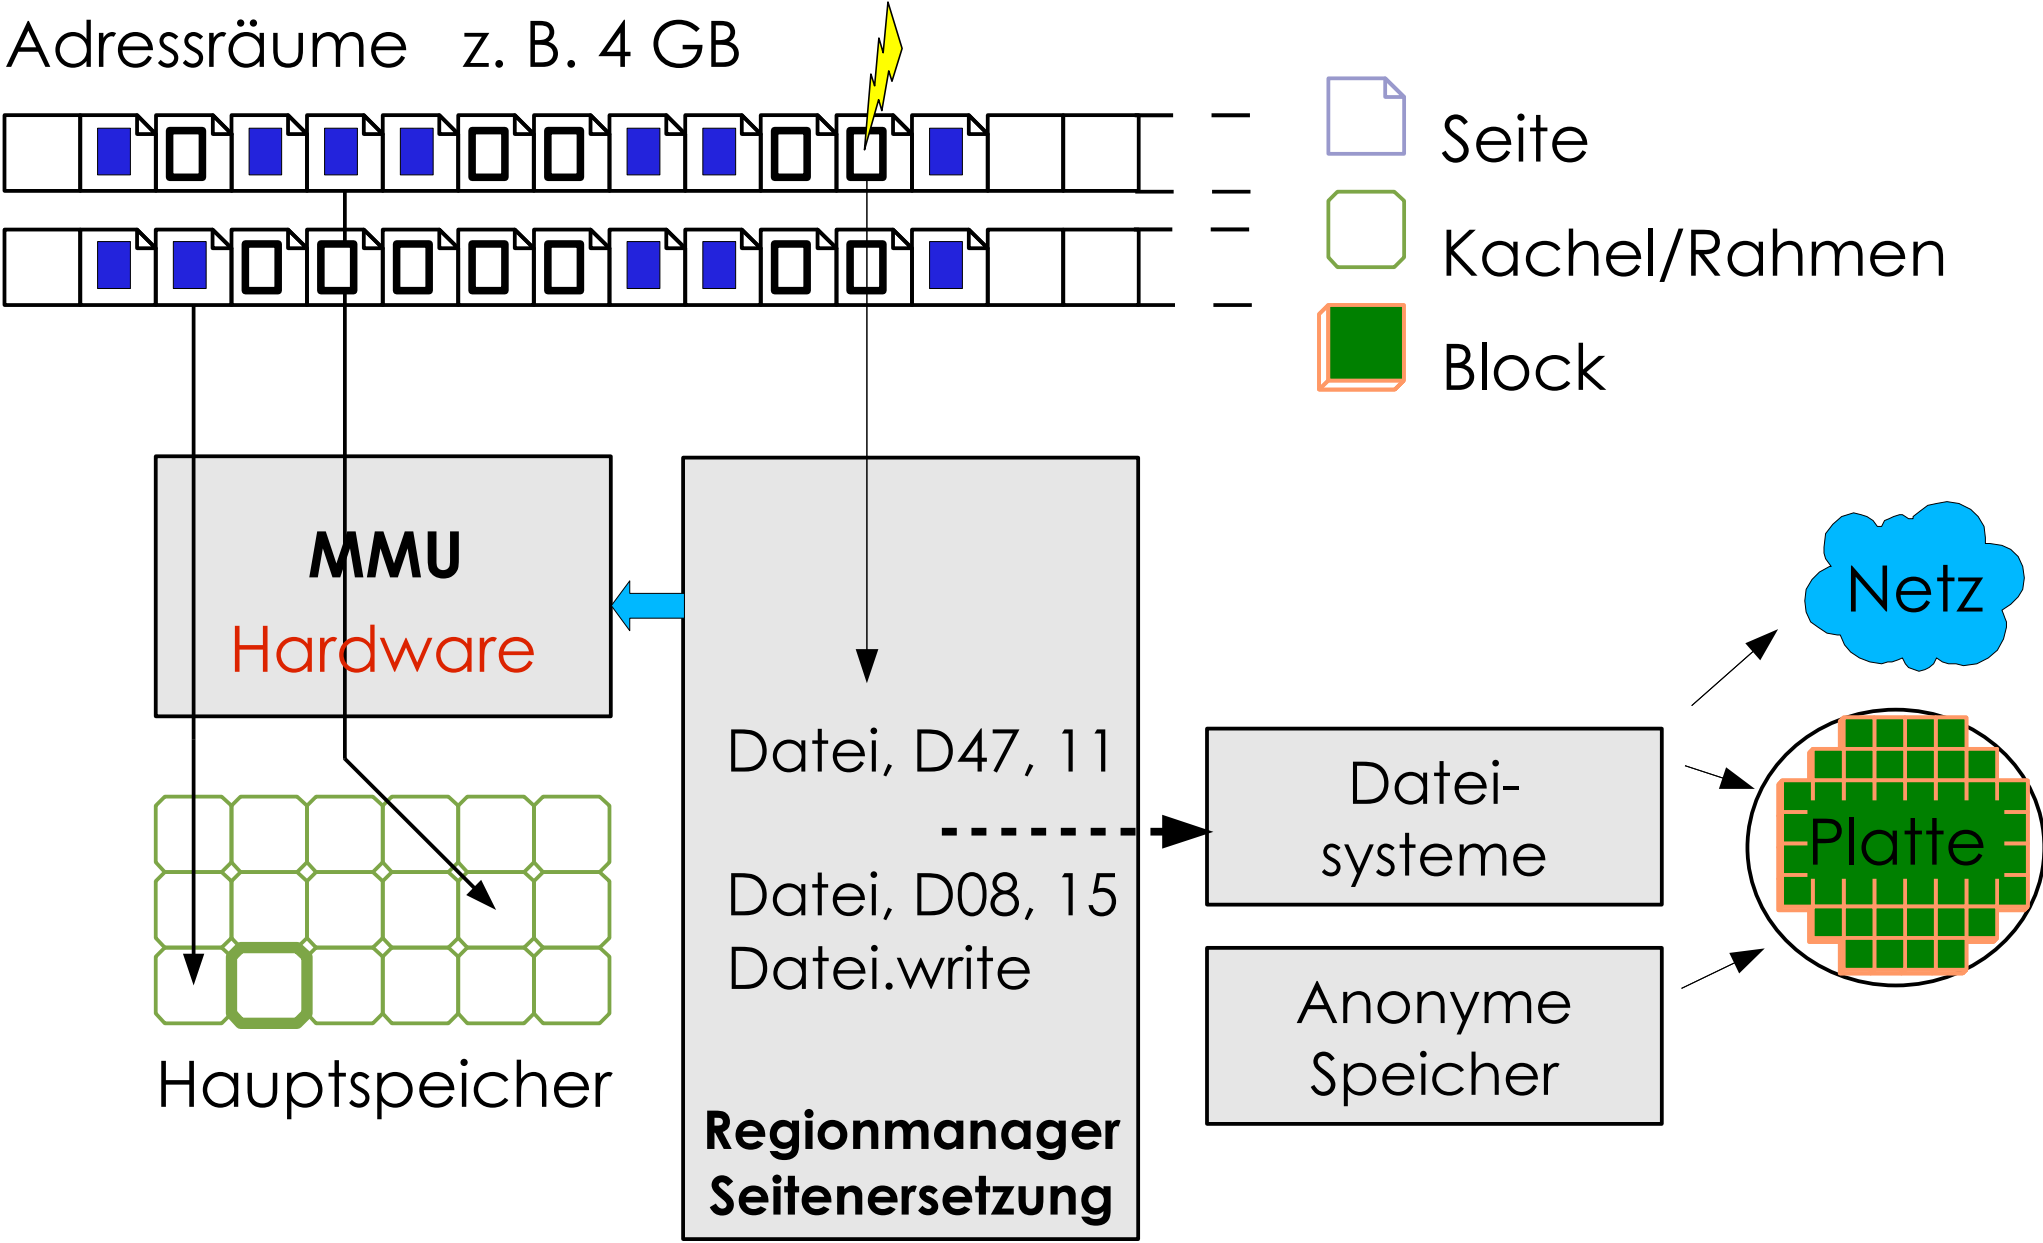 Adressräume z. B. 4 GB
Seite
Kachel/Rahmen
Block
MMU
Hardware
Hauptspeicher
Datei, D47, 11
Datei, D08, 15
Datei.write
Regionmanager
Seitenersetzung
Datei-
systeme
Anonyme
Speicher
Netz
Platte